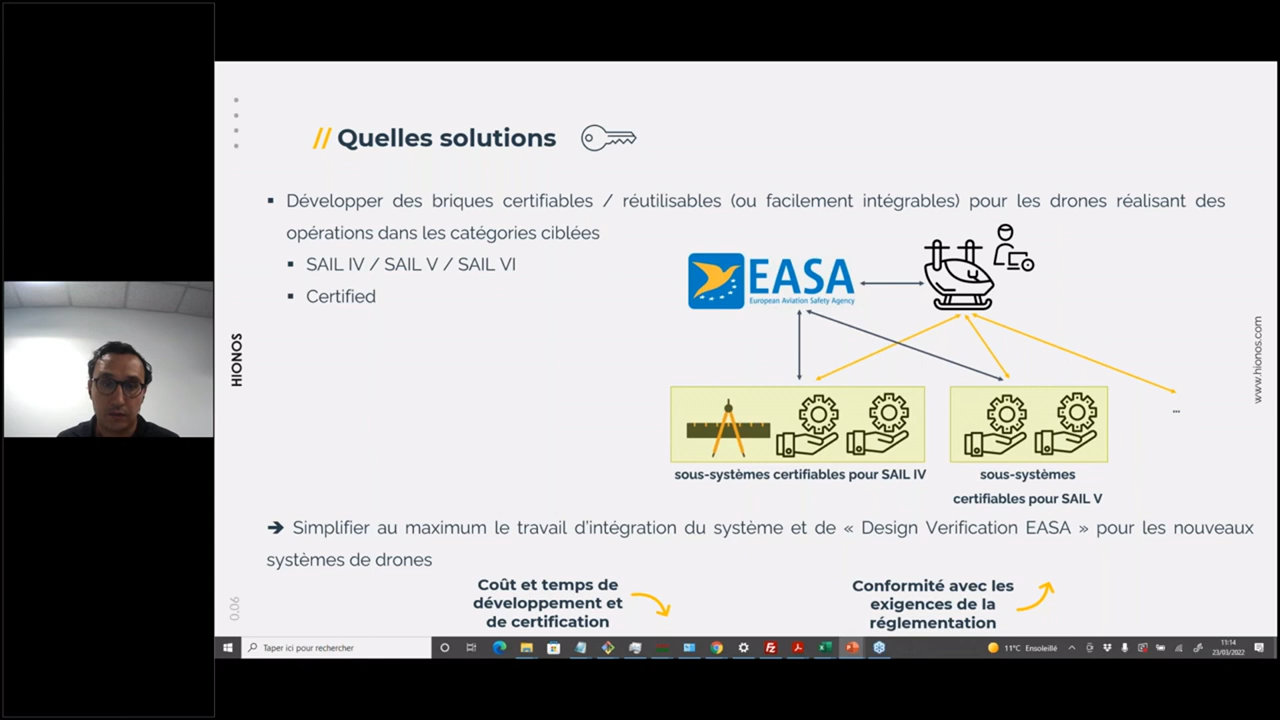 // Quelles solutions
▪ Développer des briques certifiables / réutilisables (ou facilement intégrables) pour les drones réalisant des
opérations dans les catégories ciblées
▪ SAIL IV / SAIL V / SAIL VI
▪ Certified
EASA
European Aviation Safety Agency
HIONOS
www.hionos.com
...
sous-systèmes certifiables pour SAIL IV
sous-systèmes
certifiables pour SAIL V
➔ Simplifier au maximum le travail d'intégration du système et de « Design Verification EASA » pour les nouveaux
systèmes de drones
Coût et temps de
développement et
de certification
Conformité avec les
exigences de la
réglementation
0.06
Taper ici pour rechercher
11°C Ensoleillé
11:14
23/03/2022